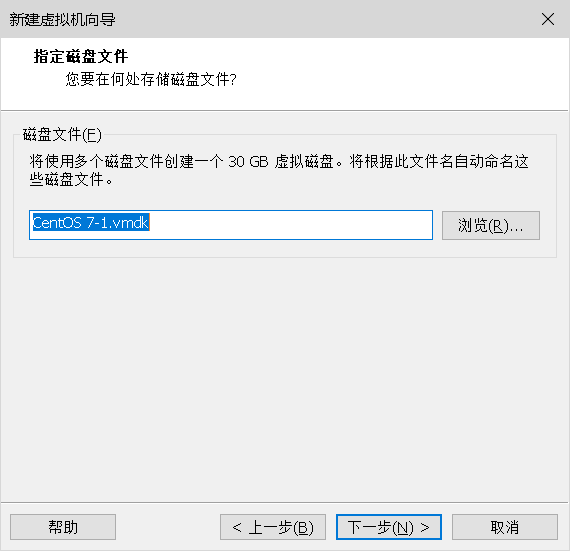 新建虚拟机向导
指定磁盘文件
您要在何处存储磁盘文件?
磁盘文件(F)
将使用多个磁盘文件创建一个 30 GB 虚拟磁盘。将根据此文件名自动命名这
些磁盘文件。
CentOS 7-1.vmdk
浏览(R)...
帮助
< 上一步(B)
下一步(N) >
取消